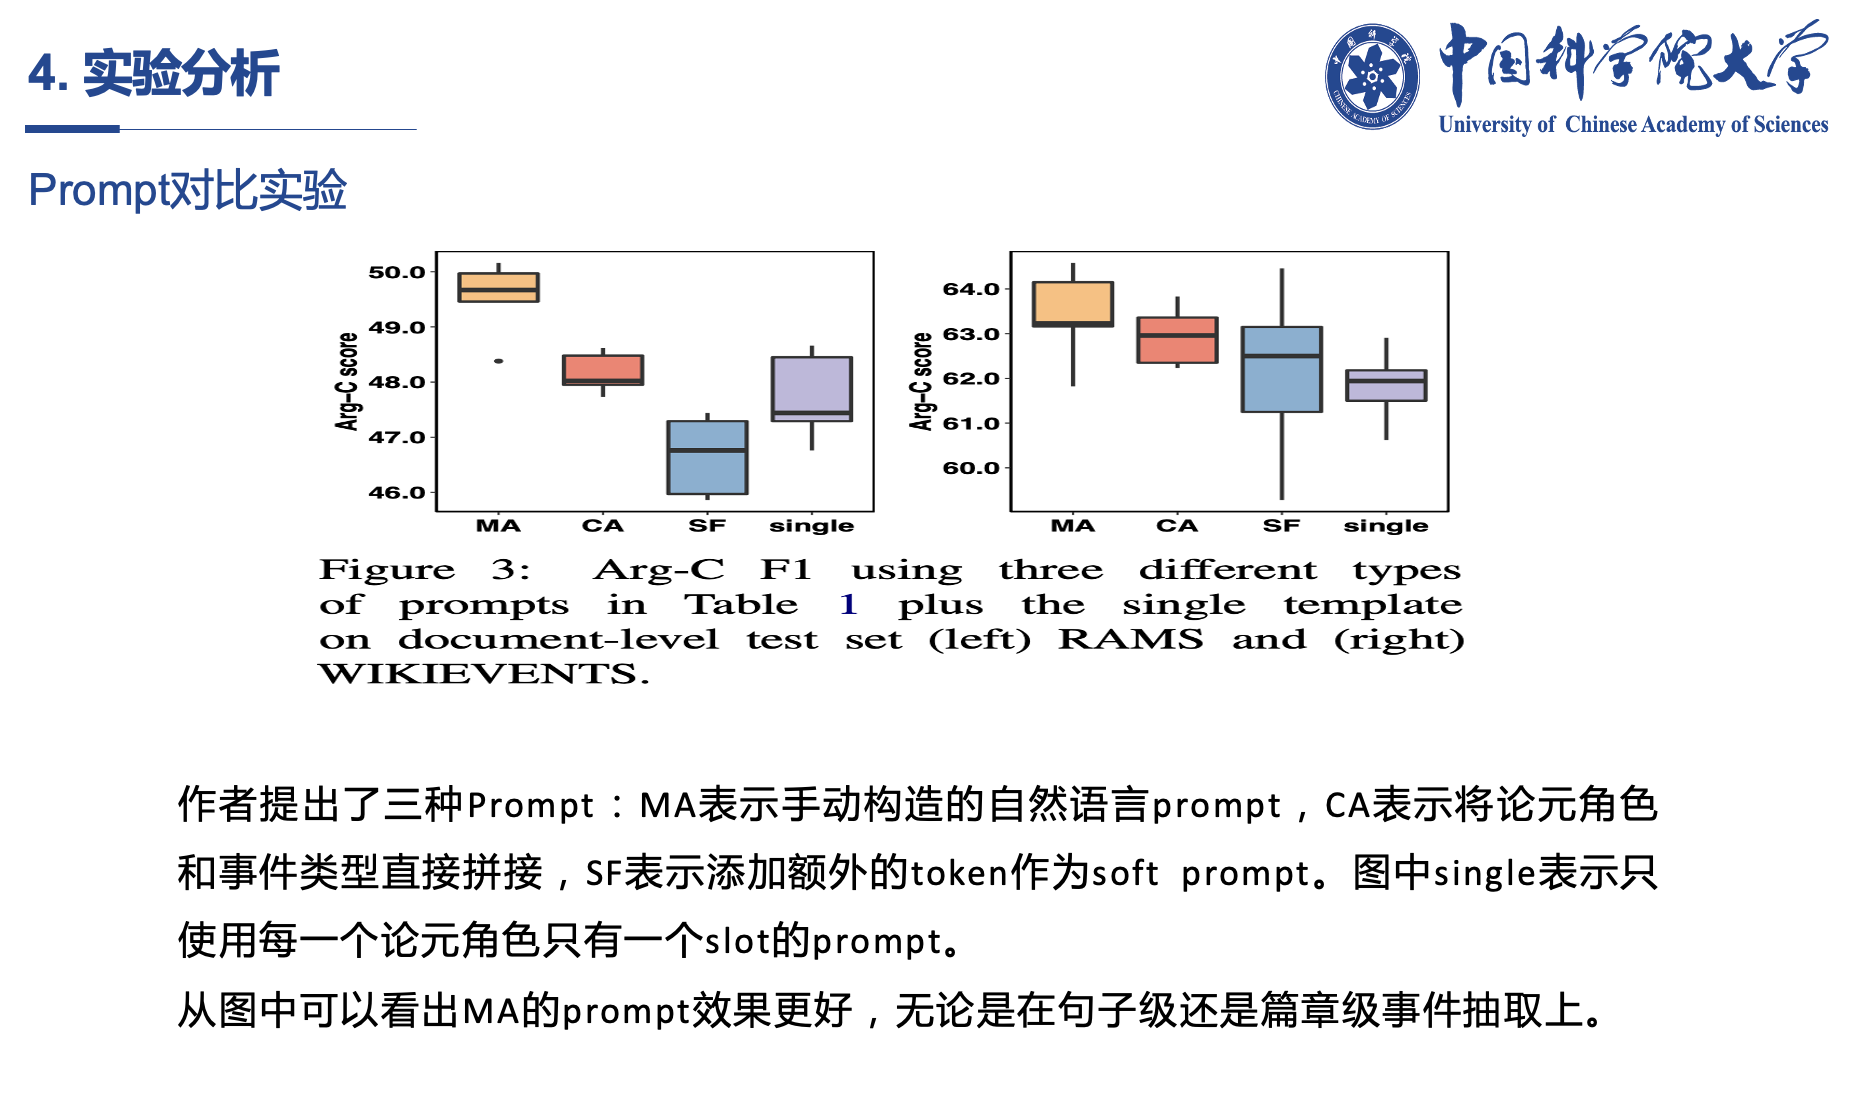 4. 实验分析
中国科学院大学
中国科学院
CHINESE ACADEMY OF SCIENCES
University of Chinese Academy of Sciences
Prompt对比实验
50.0
49.0
48.0
47.0
46.0
Arg-C score
MA CA SF single
64.0
63.0
62.0
61.0
60.0
Arg-C score
MA CA SF single
Figure 3: Arg-C F1 using three different types
of prompts in Table 1 plus the single template
on document-level test set (left) RAMS and (right)
WIKIEVENTS.
作者提出了三种Prompt：MA表示手动构造的自然语言prompt，CA表示将论元角色
和事件类型直接拼接，SF表示添加额外的token作为soft prompt。图中single表示只
使用每一个论元角色只有一个slot的prompt。
从图中可以看出MA的prompt效果更好，无论是在句子级还是篇章级事件抽取上。